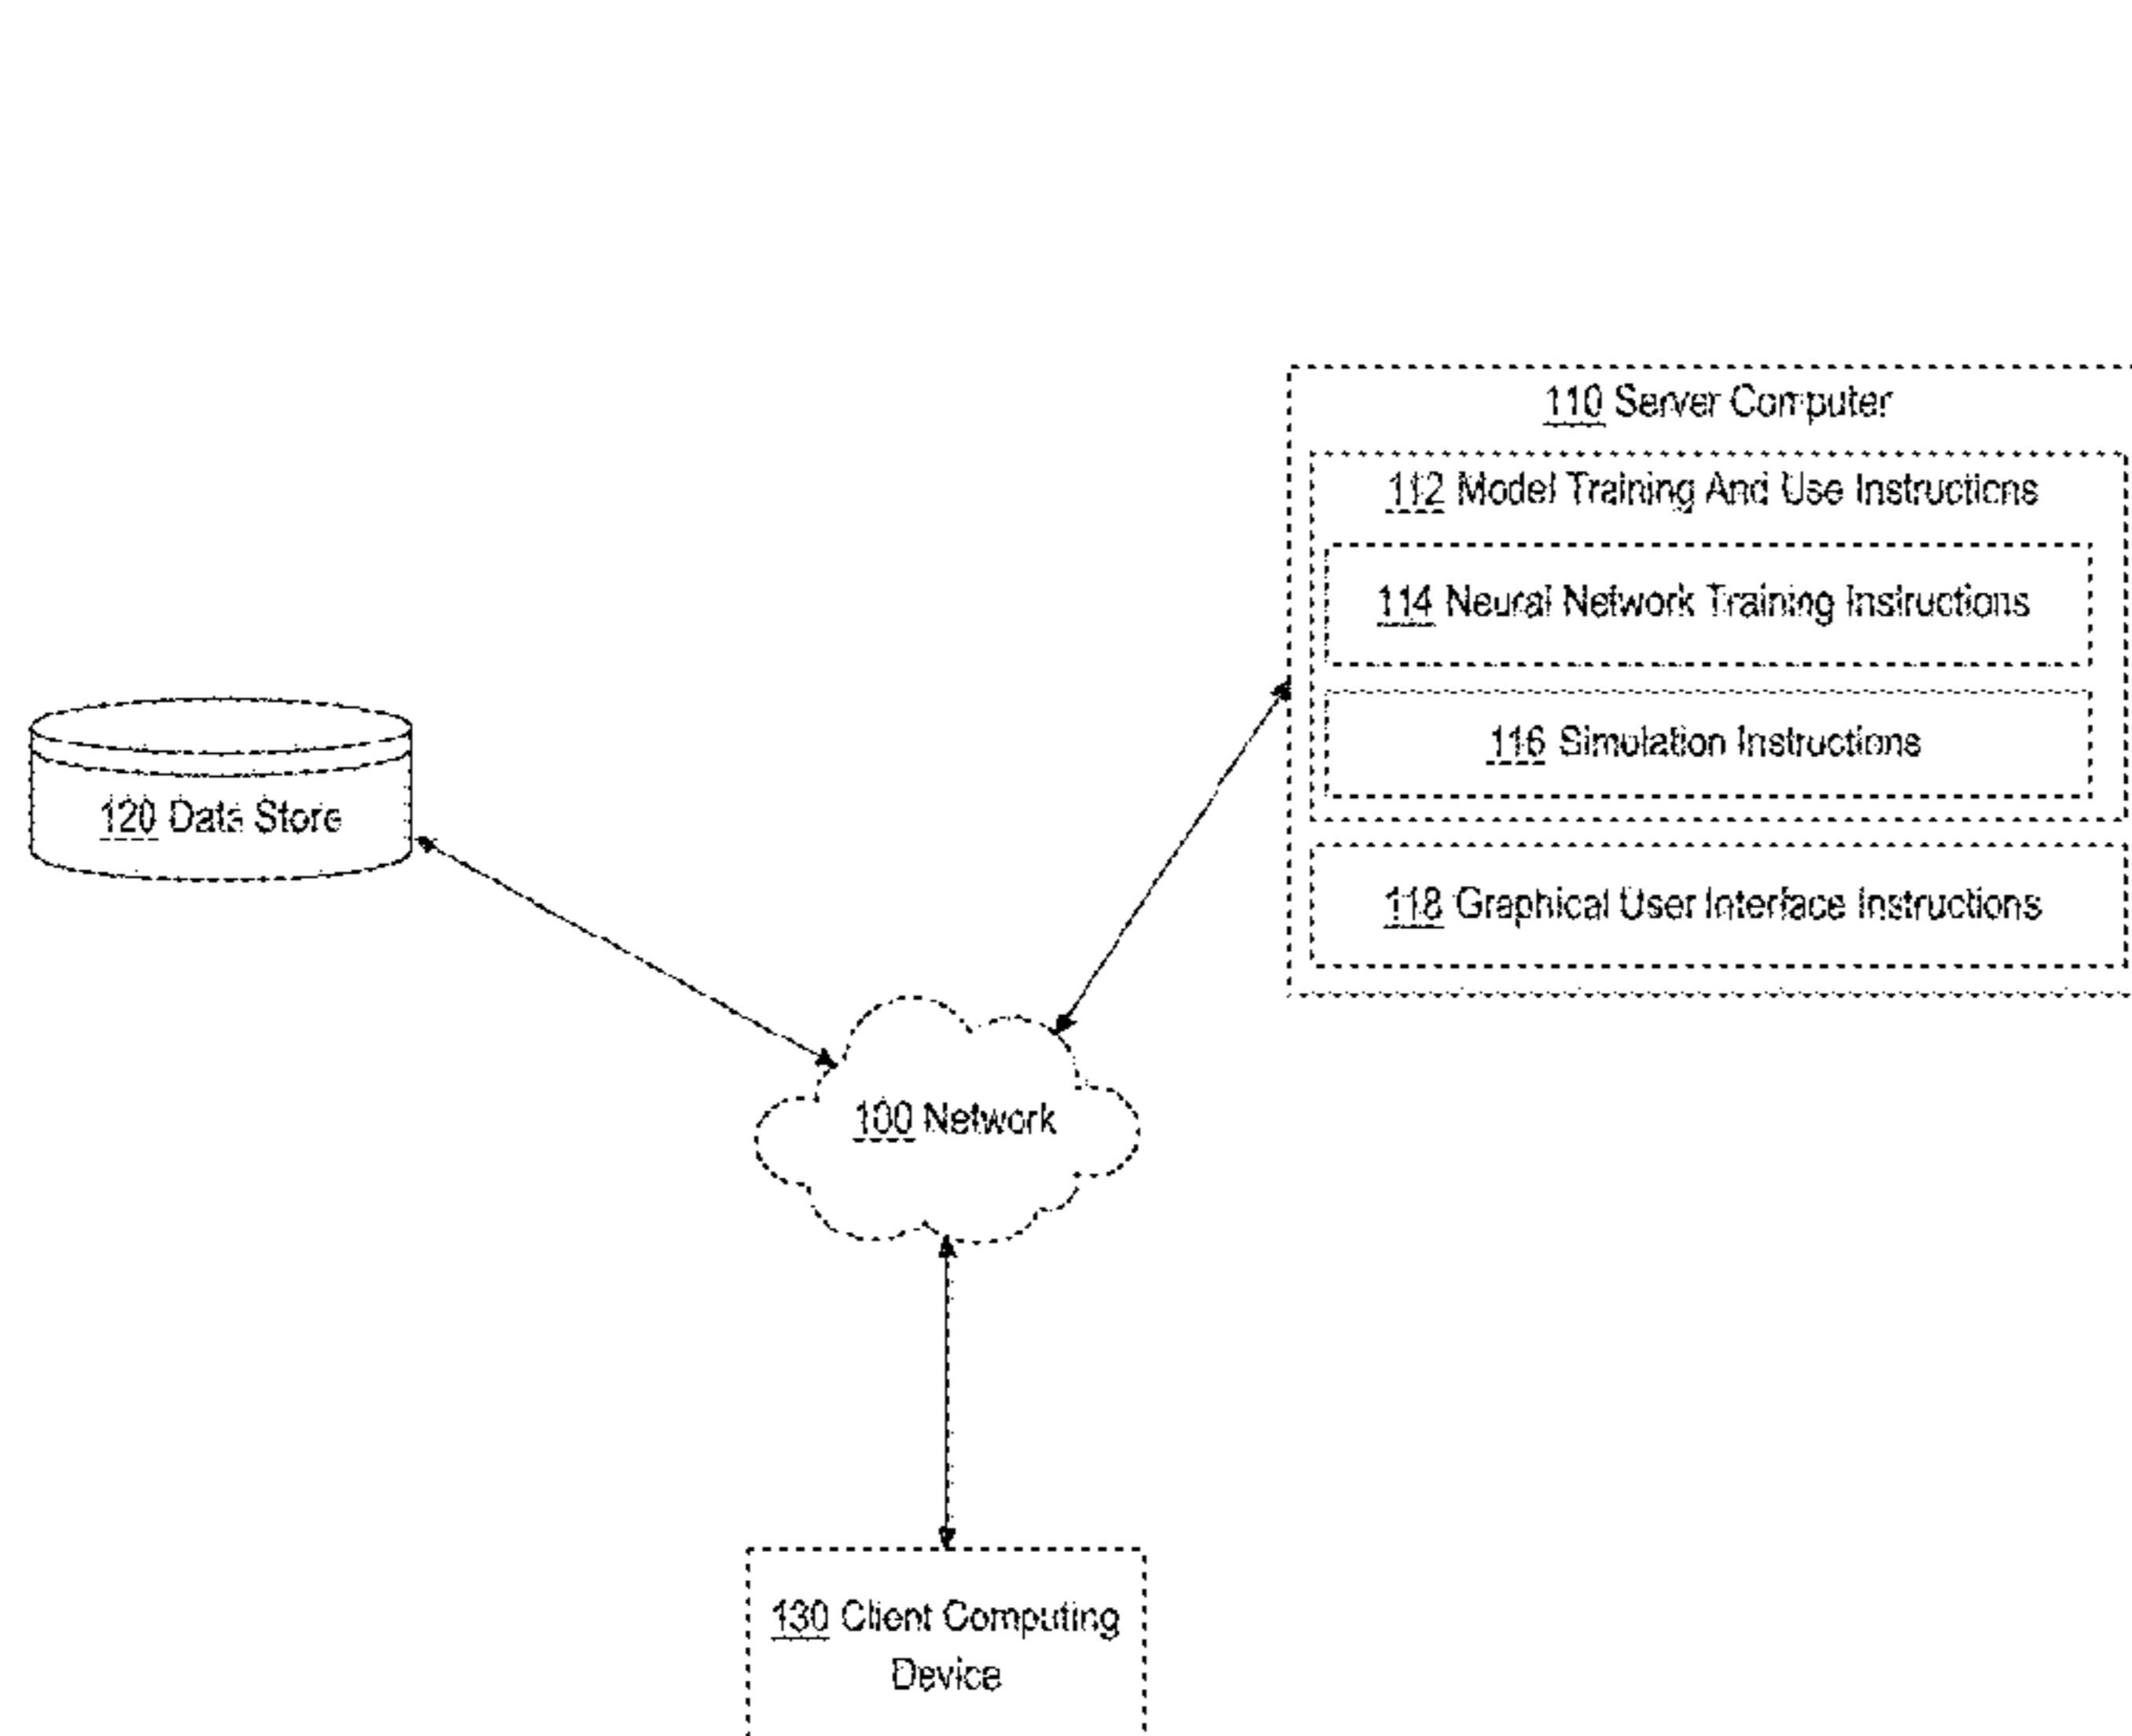 110 Server Computer
112 Model Training And Use Instructions
114 Neural Network Training Instructions
116 Simulation Instructions
118 Graphical User Interface Instructions
120 Data Store
100 Network
130 Client Computing
Device